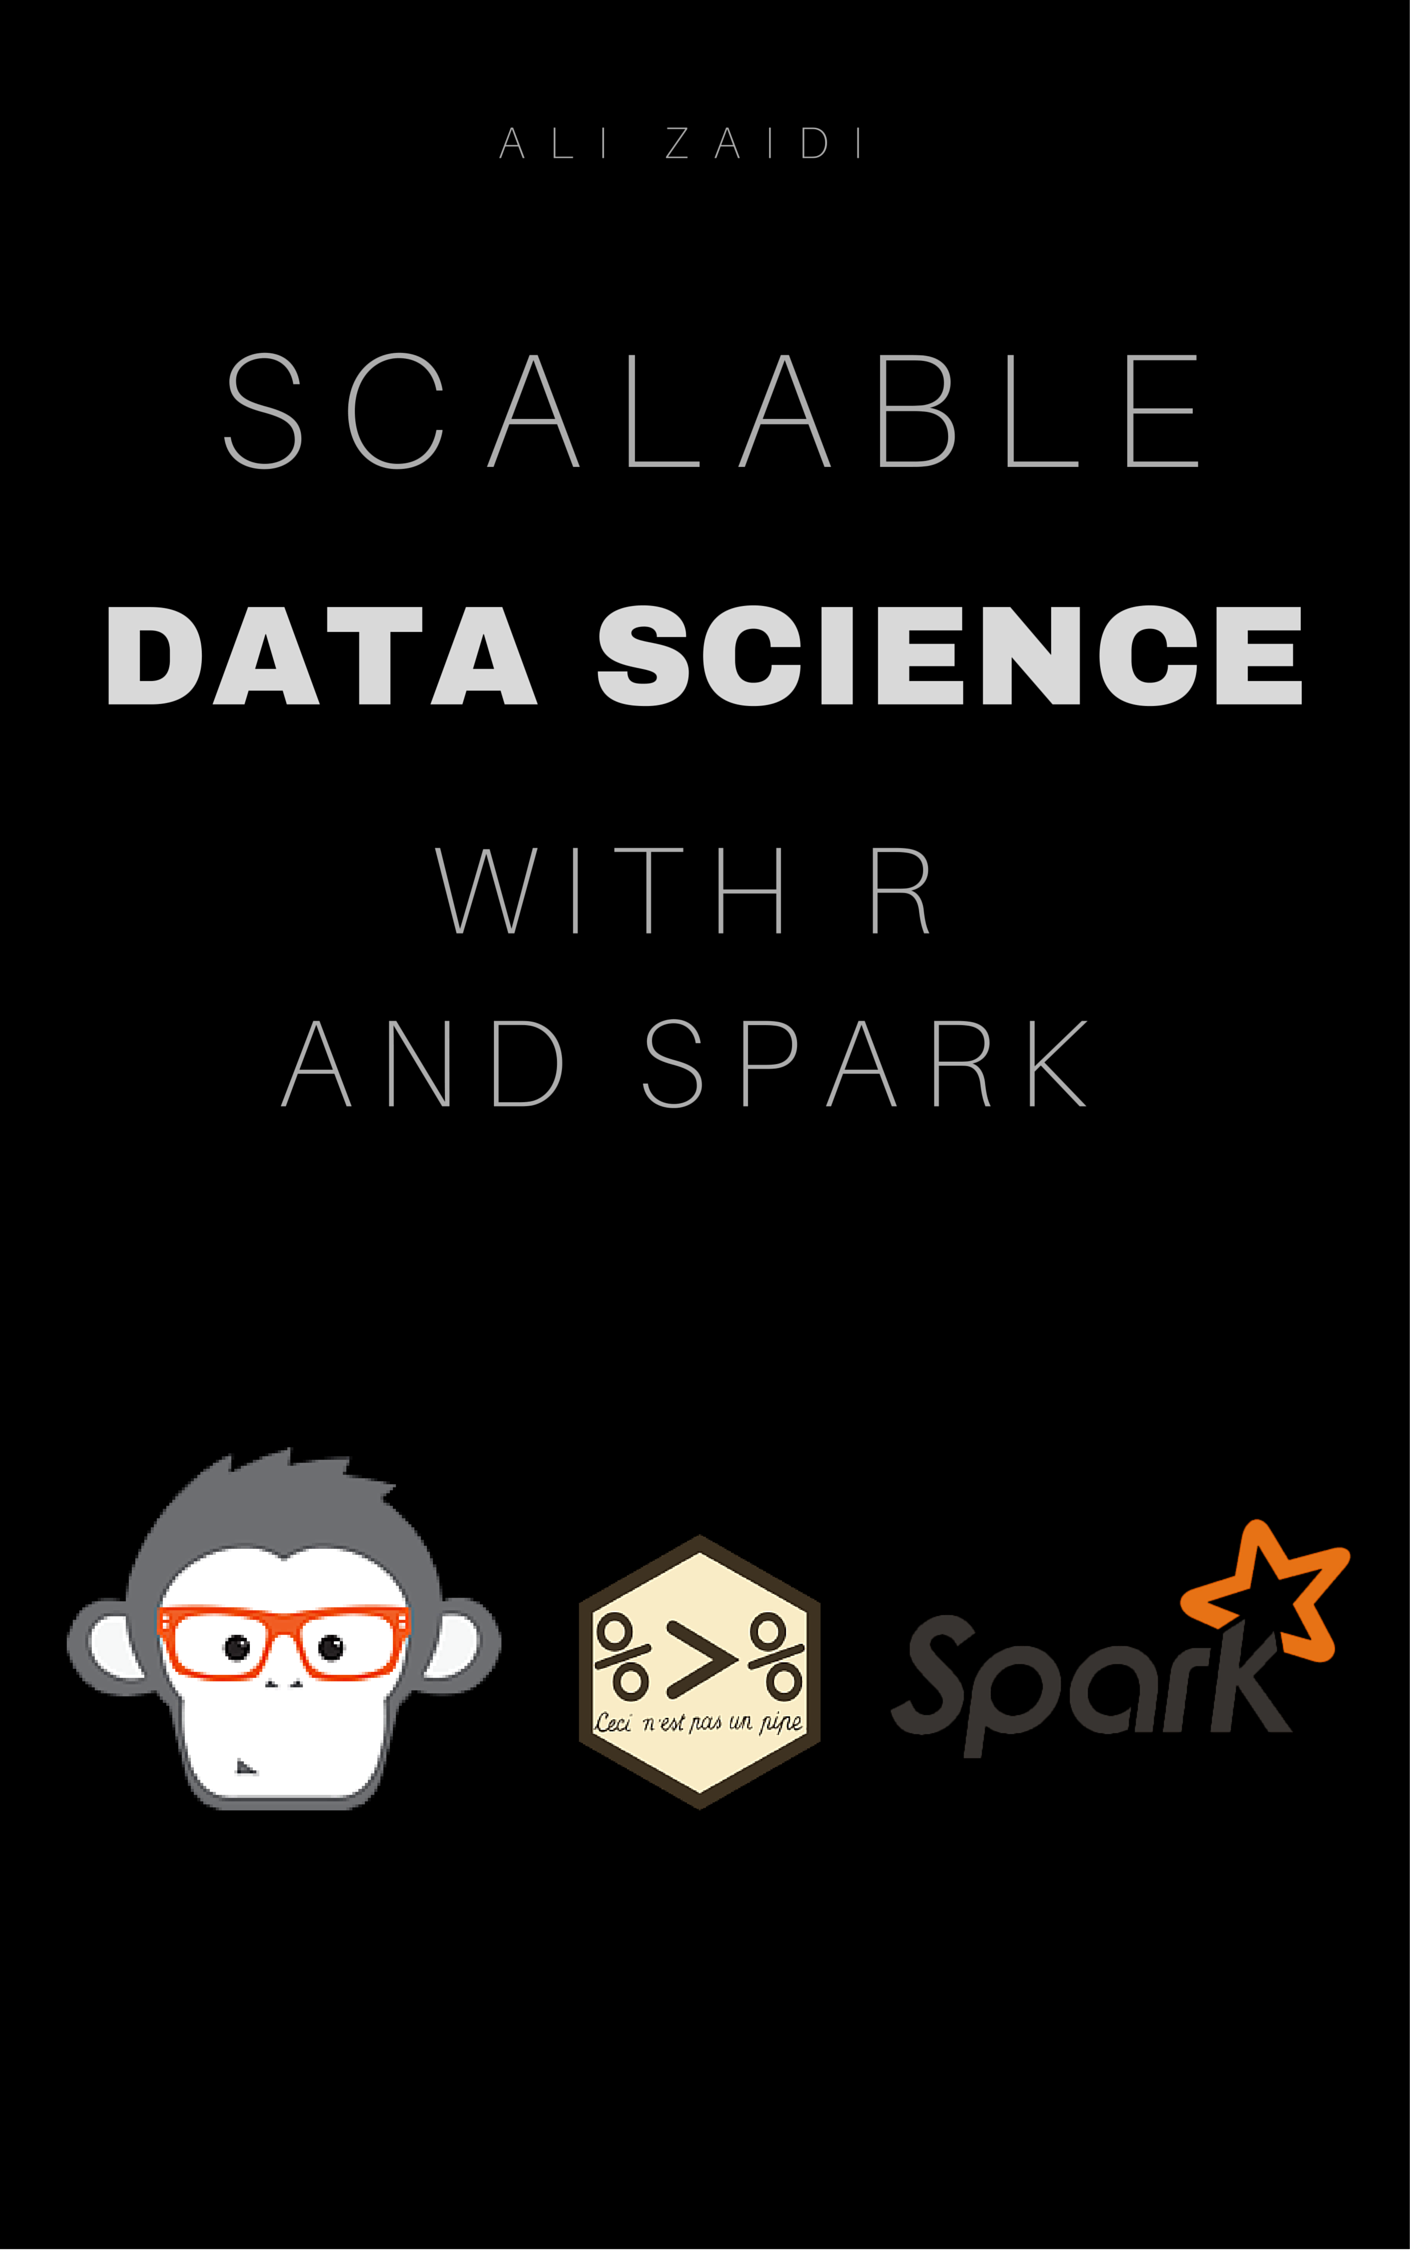 ALI ZAIDI
SCALABLE
DATA SCIENCE
WITH R
AND SPARK
%>%
Ceci n'est pas un pipe
Spark